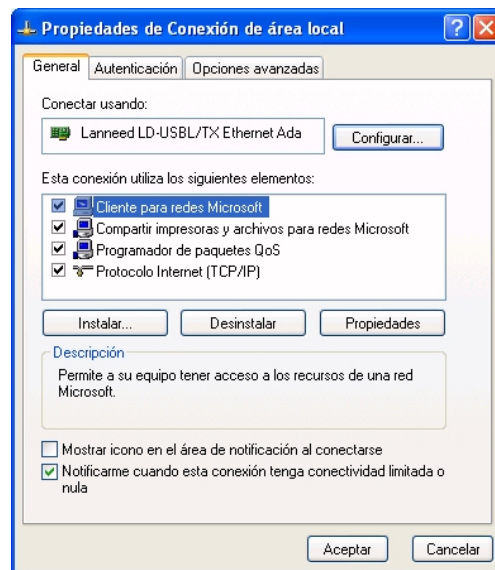 Propiedades de Conexión de área local
General Autenticación Opciones avanzadas
Conectar usando:
Lanneed LD-USBL/TX Ethernet Ada
Configurar...
Esta conexión utiliza los siguientes elementos:
Cliente para redes Microsoft
Compartir impresoras y archivos para redes Microsoft
Programador de paquetes QoS
Protocolo Internet (TCP/IP)
Instalar... Desinstalar Propiedades
Descripción
Permite a su equipo tener acceso a los recursos de una red
Microsoft.
Mostrar icono en el área de notificación al conectarse
Notificarme cuando esta conexión tenga conectividad limitada o
nula
Aceptar Cancelar